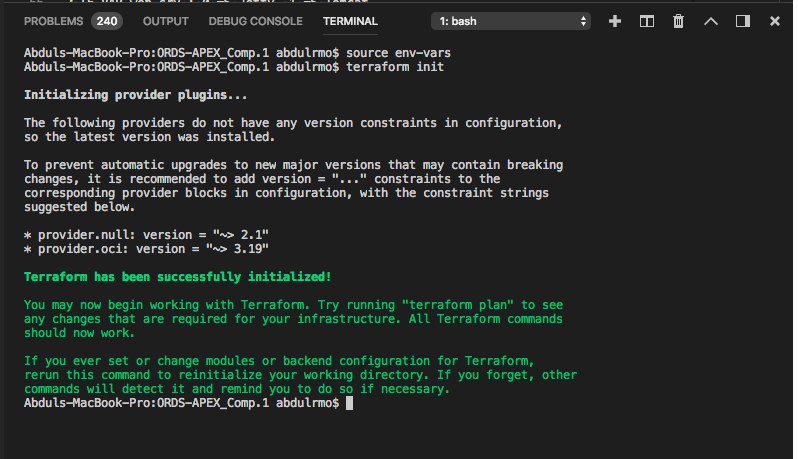 PROBLEMS 240 OUTPUT DEBUG CONSOLE TERMINAL 1: bash
Abduls-MacBook-Pro:ORDS-APEX_Comp.1 abdulrmo$ source env-vars
Abduls-MacBook-Pro:ORDS-APEX_Comp.1 abdulrmo$ terraform init
Initializing provider plugins...
The following providers do not have any version constraints in configuration,
so the latest version was installed.
To prevent automatic upgrades to new major versions that may contain breaking
changes, it is recommended to add version = "..." constraints to the
corresponding provider blocks in configuration, with the constraint strings
suggested below.
* provider.null: version = "~> 2.1"
* provider.oci: version = "~> 3.19"
Terraform has been successfully initialized!
You may now begin working with Terraform. Try running "terraform plan" to see
any changes that are required for your infrastructure. All Terraform commands
should now work.
If you ever set or change modules or backend configuration for Terraform,
rerun this command to reinitialize your working directory. If you forget, other
commands will detect it and remind you to do so if necessary.
Abduls-MacBook-Pro:ORDS-APEX_Comp.1 abdulrmo$